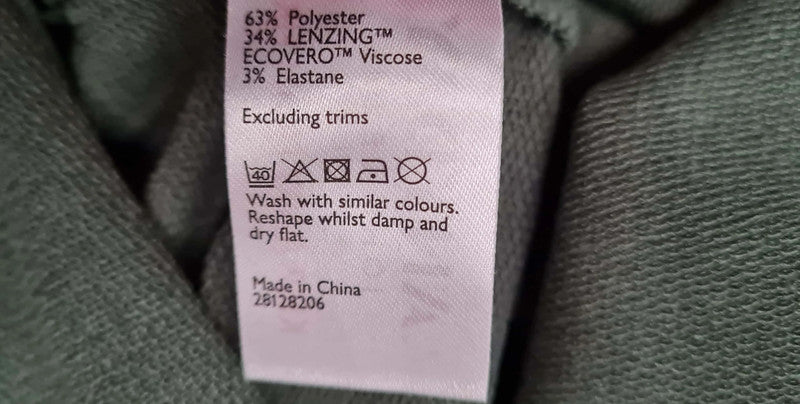 63% Polyester
34% LENZING™
ECOVERO™ Viscose
3% Elastane
Excluding trims
40
Wash with similar colours.
Reshape whilst damp and
dry flat.
Made in China
28128206